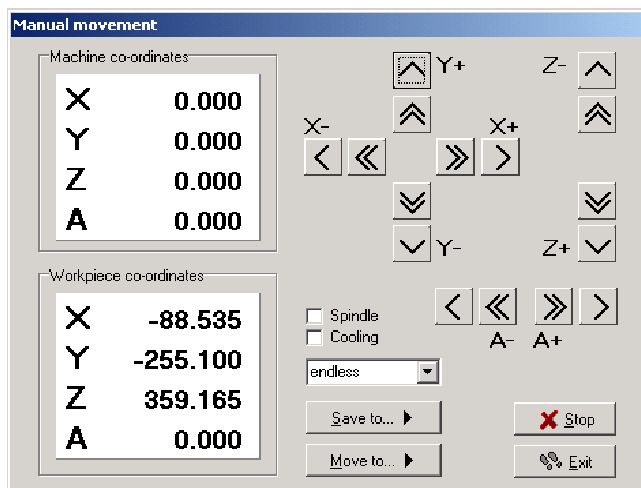 Manual movement
Machine co-ordinates
X 0.000
Y 0.000
Z 0.000
A 0.000
Y+
Z-
X-
X+
Y-
Z+
Workpiece co-ordinates
X -88.535
Y -255.100
Z 359.165
A 0.000
A- A+
Spindle
Cooling
endless
Save to...
Move to...
Stop
Exit